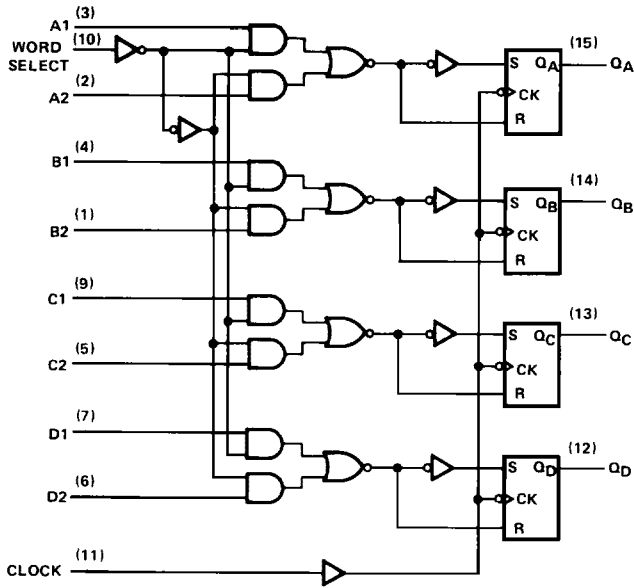 A1 (3)
WORD SELECT (10)
A2 (2)
S QA (15) QA
CK
R
B1 (4)
B2 (1)
S QB (14) QB
CK
R
C1 (9)
C2 (5)
S QC (13) QC
CK
R
D1 (7)
D2 (6)
S QD (12) QD
CK
R
CLOCK (11)